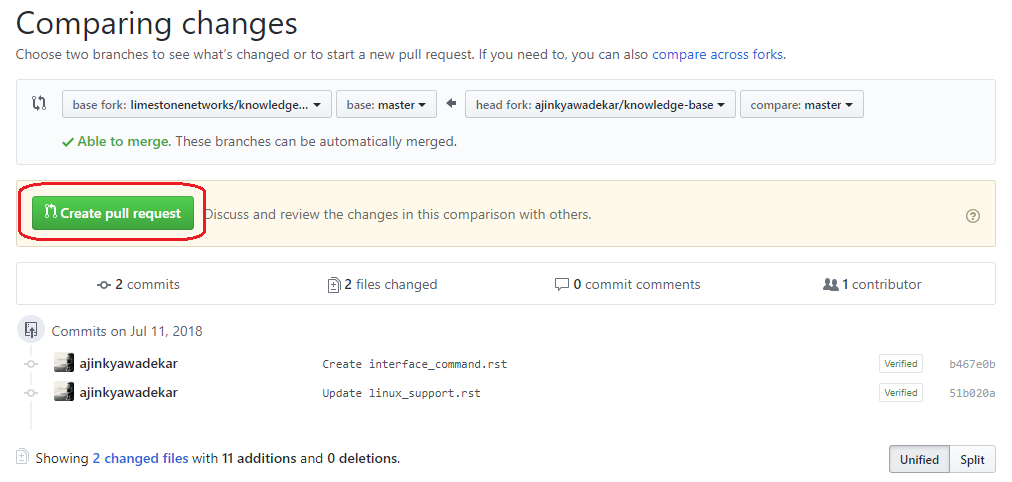 Comparing changes
Choose two branches to see what's changed or to start a new pull request. If you need to, you can also compare across forks.
base fork: limestonenetworks/knowledge... base: master head fork: ajinkyawadekar/knowledge-base compare: master
Able to merge. These branches can be automatically merged.
Create pull request Discuss and review the changes in this comparison with others.
2 commits 2 files changed 0 commit comments 1 contributor
Commits on Jul 11, 2018
ajinkyawadekar Create interface_command.rst Verified b467e0b
ajinkyawadekar Update linux_support.rst Verified 51b020a
Showing 2 changed files with 11 additions and 0 deletions. Unified Split